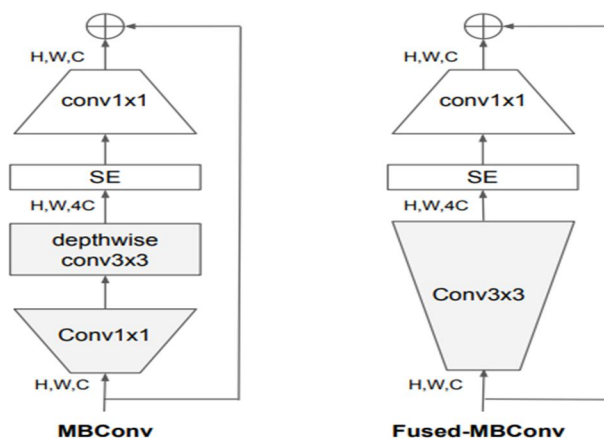 H,W,C
conv1x1
SE
H,W,4C
depthwise
conv3x3
Conv1x1
H,W,C
MBConv
H,W,C
conv1x1
SE
H,W,4C
Conv3x3
H,W,C
Fused-MBConv